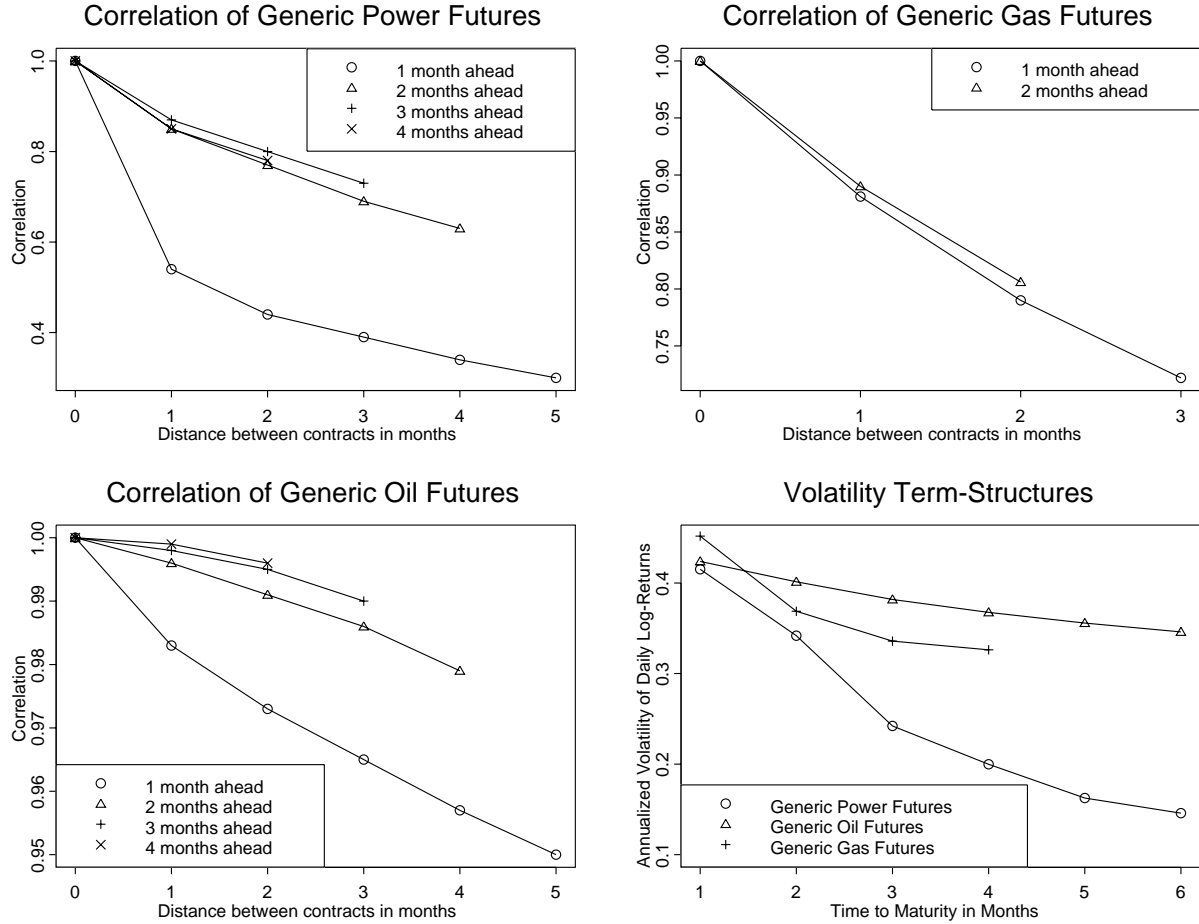 Correlation of Generic Power Futures
Correlation
1.0
0.8
0.6
0.4
1 month ahead
2 months ahead
3 months ahead
4 months ahead
0 1 2 3 4 5
Distance between contracts in months
Correlation of Generic Gas Futures
Correlation
1.00
0.95
0.90
0.85
0.80
0.75
1 month ahead
2 months ahead
0 1 2 3
Distance between contracts in months
Correlation of Generic Oil Futures
Correlation
1.00
0.99
0.98
0.97
0.96
0.95
1 month ahead
2 months ahead
3 months ahead
4 months ahead
0 1 2 3 4 5
Distance between contracts in months
Volatility Term-Structures
Annualized Volatility of Daily Log-Returns
0.4
0.3
0.2
0.1
Generic Power Futures
Generic Oil Futures
Generic Gas Futures
1 2 3 4 5 6
Time to Maturity in Months